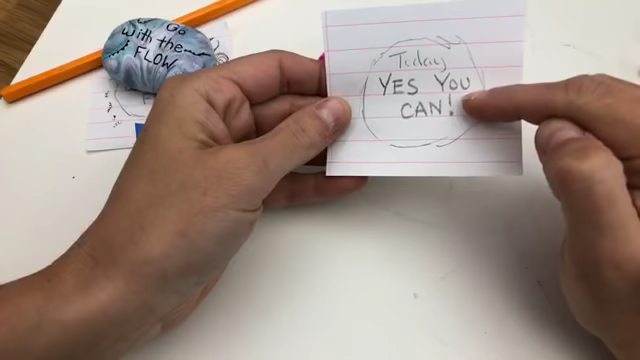 Go
with the
FLOW
Today
YES YOU
CAN!